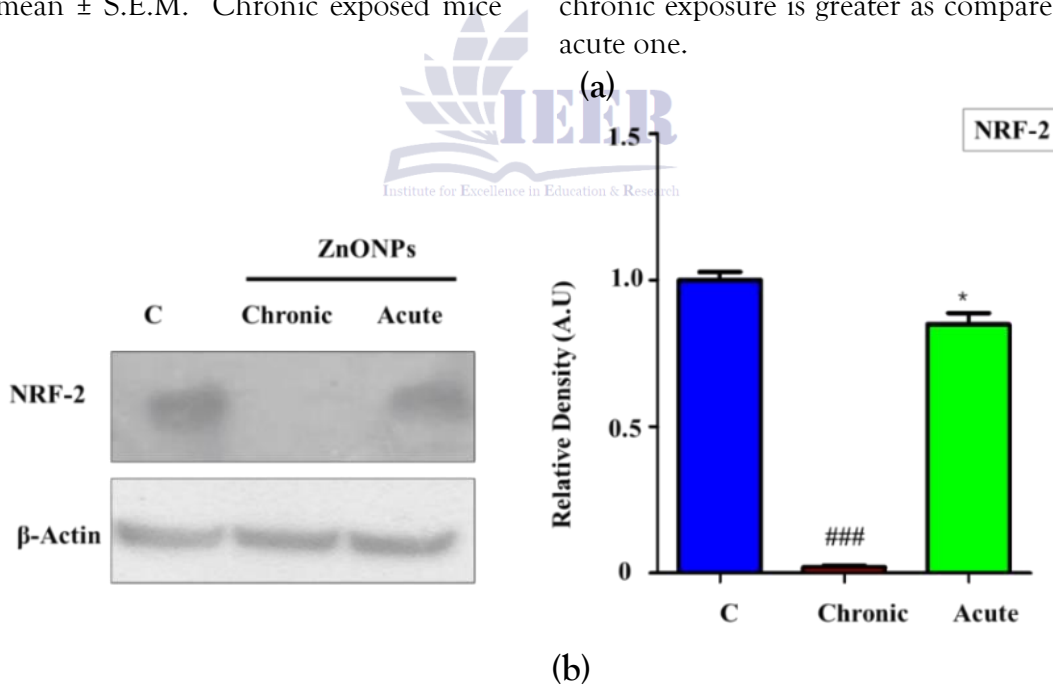 mean ± S.E.M. Chronic exposed mice
chronic exposure is greater as compare
acute one.
(a)
IEER
Institute for Excellence in Education & Research
ZnONPs
C Chronic Acute
NRF-2
β-Actin
NRF-2
1.5
1.0
0.5
0
Relative Density (A.U)
*
###
C Chronic Acute
(b)